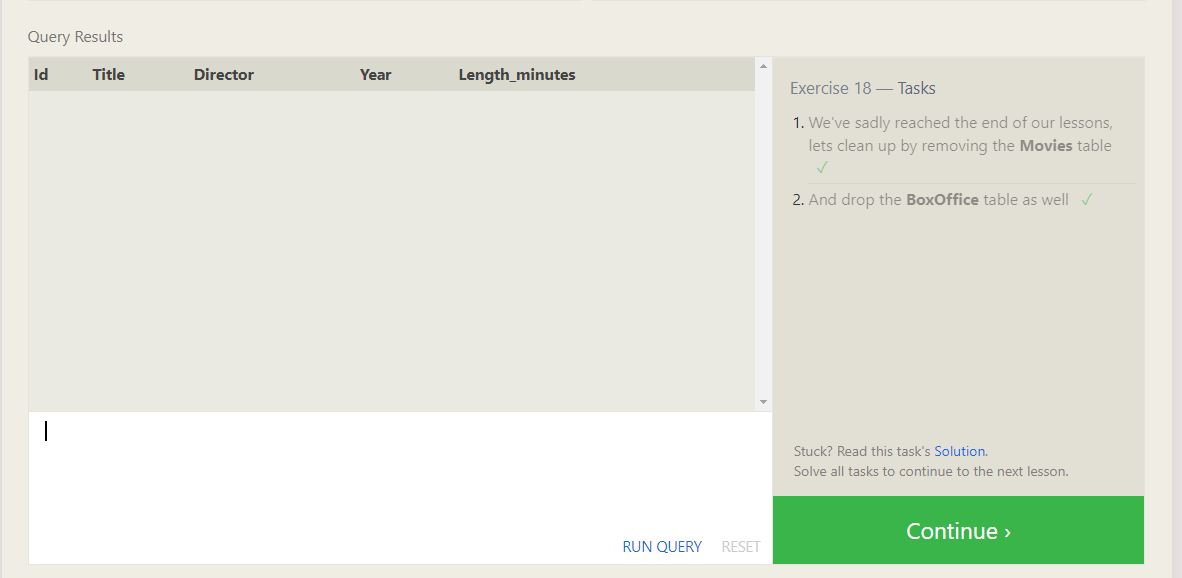 Query Results
Id Title Director Year Length_minutes
Exercise 18 — Tasks
1. We've sadly reached the end of our lessons,
lets clean up by removing the Movies table
✓
2. And drop the BoxOffice table as well ✓
Stuck? Read this task's Solution.
Solve all tasks to continue to the next lesson.
RUN QUERY RESET
Continue ›